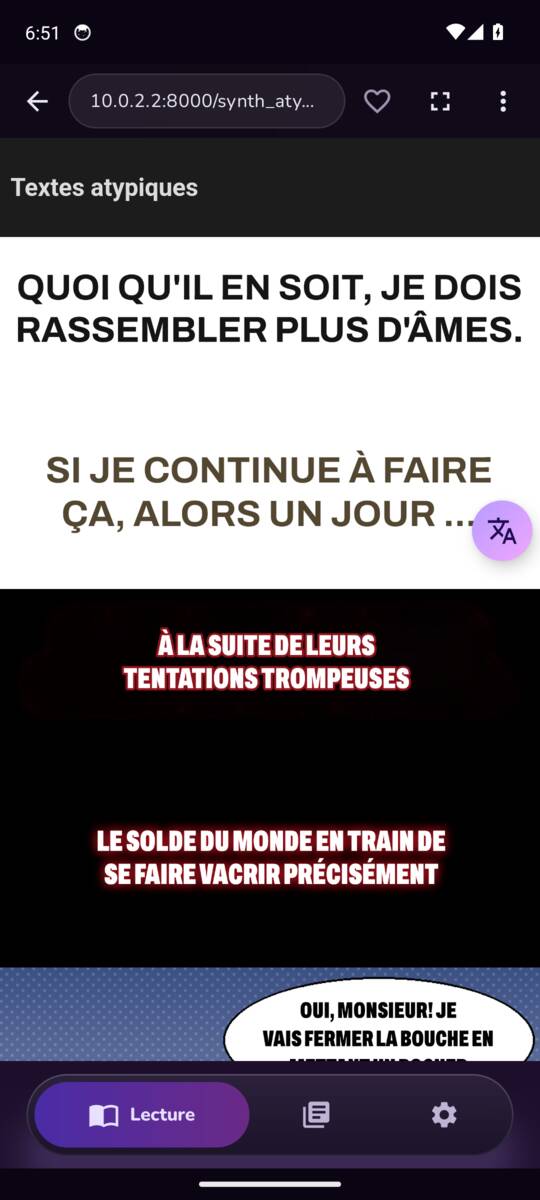 6:51
10.0.2.2:8000/synth_aty...
Textes atypiques
QUOI QU'IL EN SOIT, JE DOIS
RASSEMBLER PLUS D'ÂMES.
SI JE CONTINUE À FAIRE
ÇA, ALORS UN JOUR ...
À LA SUITE DE LEURS
TENTATIONS TROMPEUSES
LE SOLDE DU MONDE EN TRAIN DE
SE FAIRE VACRIR PRÉCISÉMENT
OUI, MONSIEUR! JE
VAIS FERMER LA BOUCHE EN
Lecture